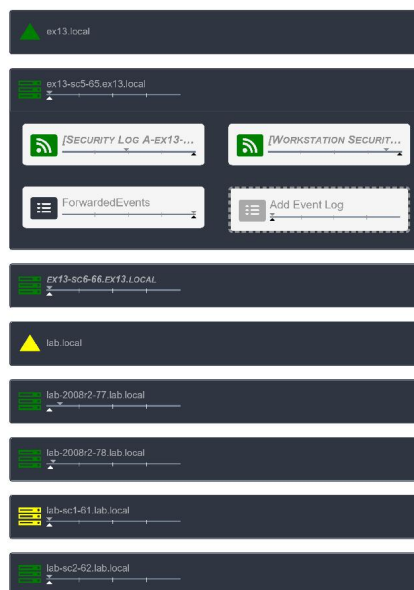 ex13.local
ex13-sc5-65.ex13.local
[SECURITY LOG A-EX13-...
[WORKSTATION SECURIT...
ForwardedEvents
Add Event Log
EX13-SC6-66.EX13.LOCAL
lab.local
lab-2008r2-77.lab.local
lab-2008r2-78.lab.local
lab-sc1-61.lab.local
lab-sc2-62.lab.local